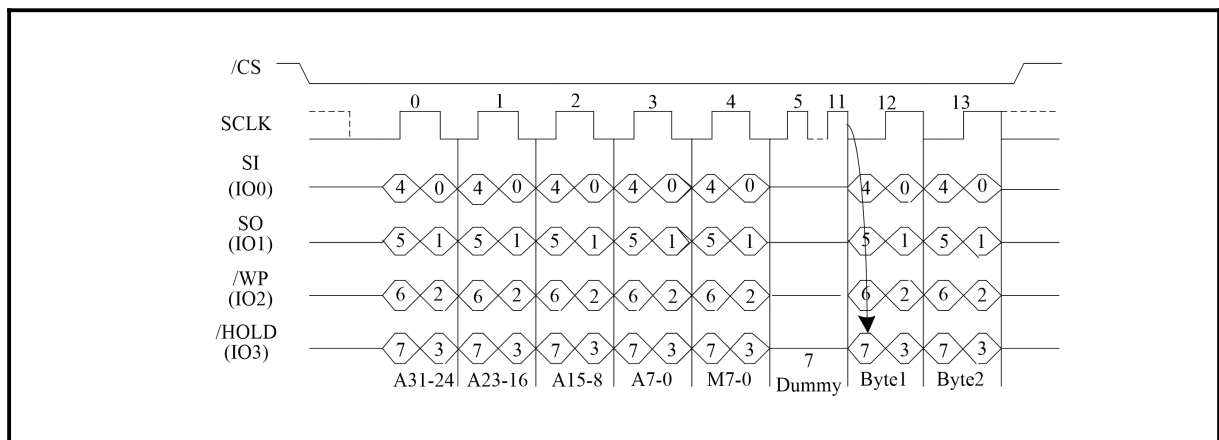 /CS
0 1 2 3 4 5 11 12 13
SCLK
SI
(IO0)
4 0 4 0 4 0 4 0 4 0 4 0 4 0
SO
(IO1)
5 1 5 1 5 1 5 1 5 1 5 1 5 1
/WP
(IO2)
6 2 6 2 6 2 6 2 6 2 6 2 6 2
/HOLD
(IO3)
7 3 7 3 7 3 7 3 7 3 7 7 3 7 3
A31-24 A23-16 A15-8 A7-0 M7-0 Dummy Byte1 Byte2